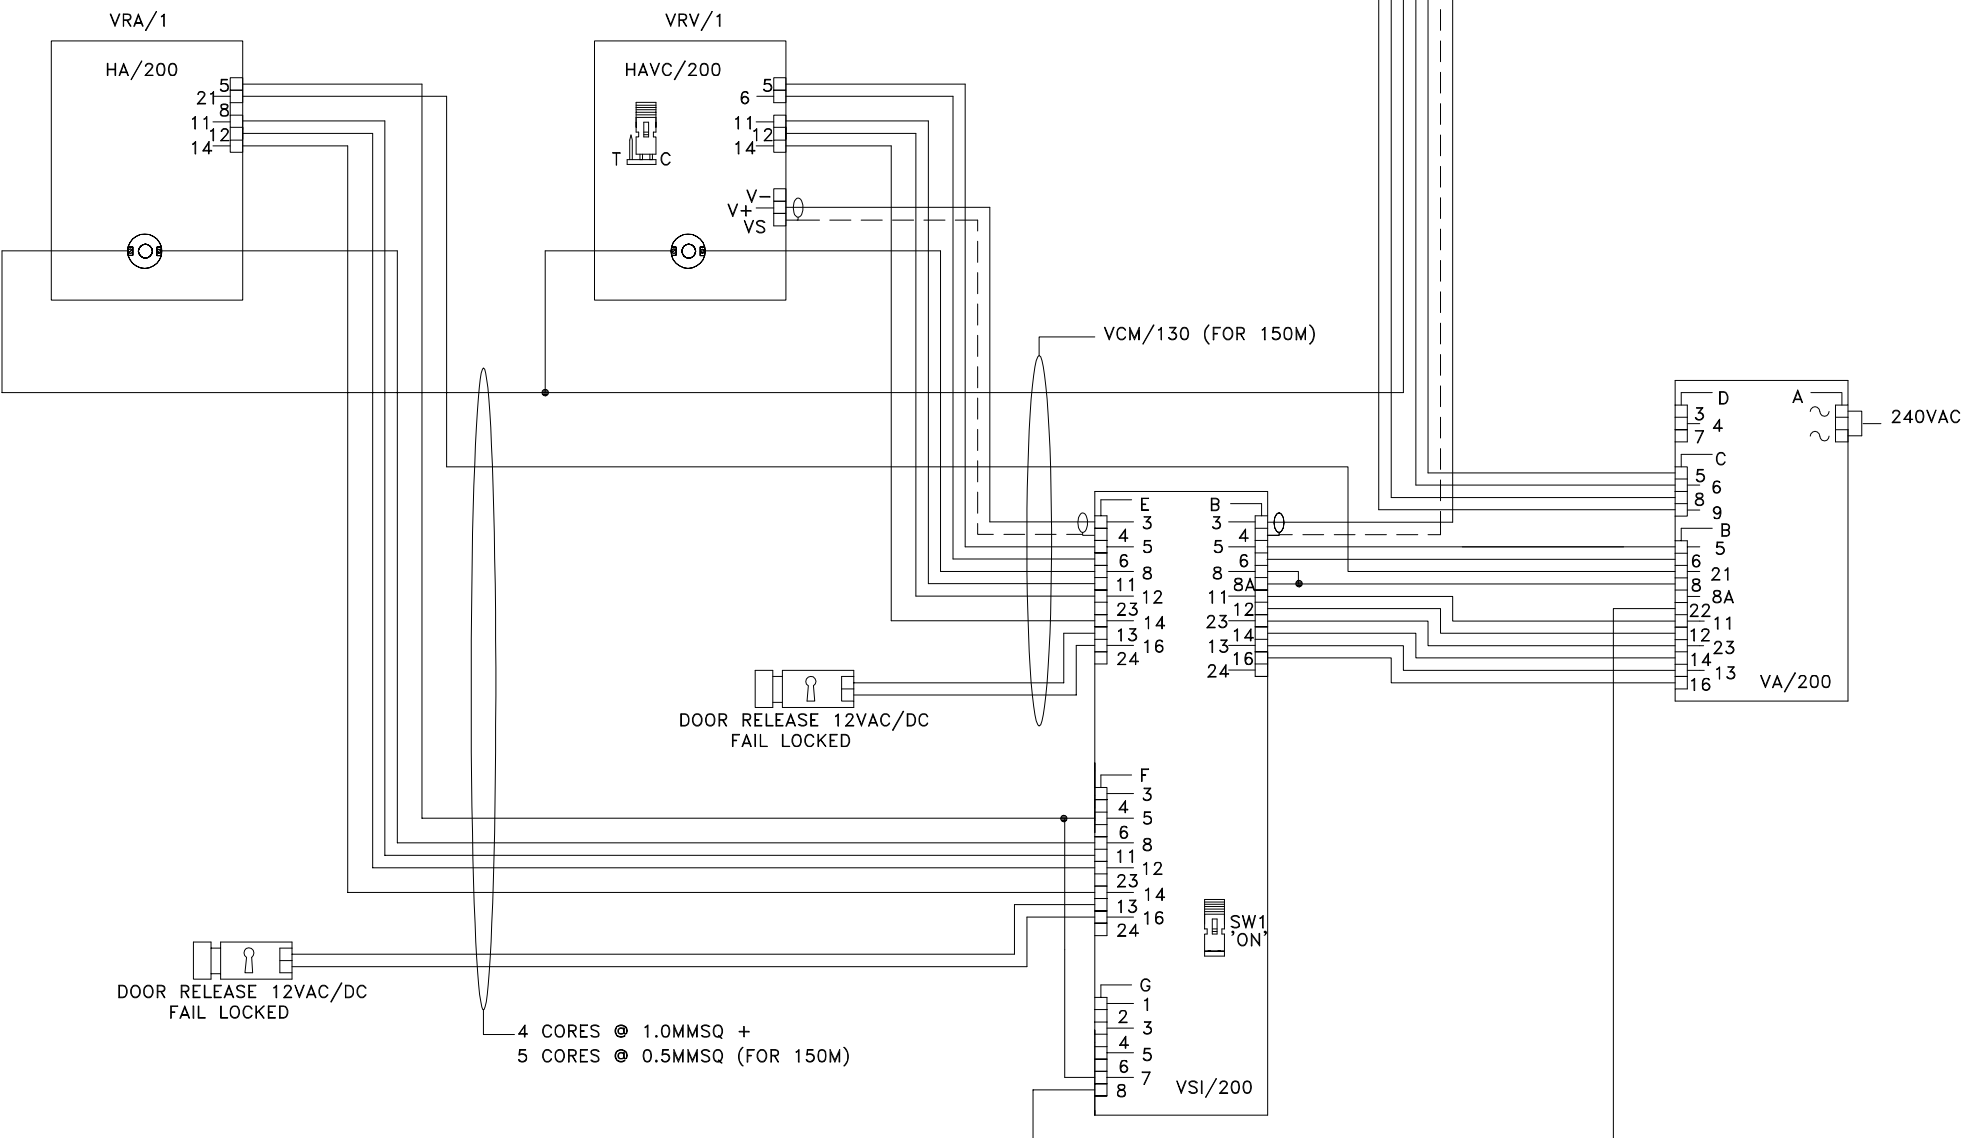 VRA/1
HA/200
5
21
8
11
12
14
VRV/1
HAVC/200
T C
5
6
11
12
14
V-
V+
VS
VCM/130 (FOR 150M)
240VAC
A
D
3
4
7
C
5
6
8
9
B
5
6
21
8
8A
22
11
12
23
14
13
16
VA/200
E
3
4
5
6
8
11
12
23
14
13
16
24
B
3
4
5
6
8
8A
11
12
23
14
13
16
24
DOOR RELEASE 12VAC/DC
FAIL LOCKED
F
3
4
5
6
8
11
12
23
14
13
16
24
SW1
'ON'
DOOR RELEASE 12VAC/DC
FAIL LOCKED
4 CORES @ 1.0MMSQ +
5 CORES @ 0.5MMSQ (FOR 150M)
G
1
2
3
4
5
6
7
8
VSI/200